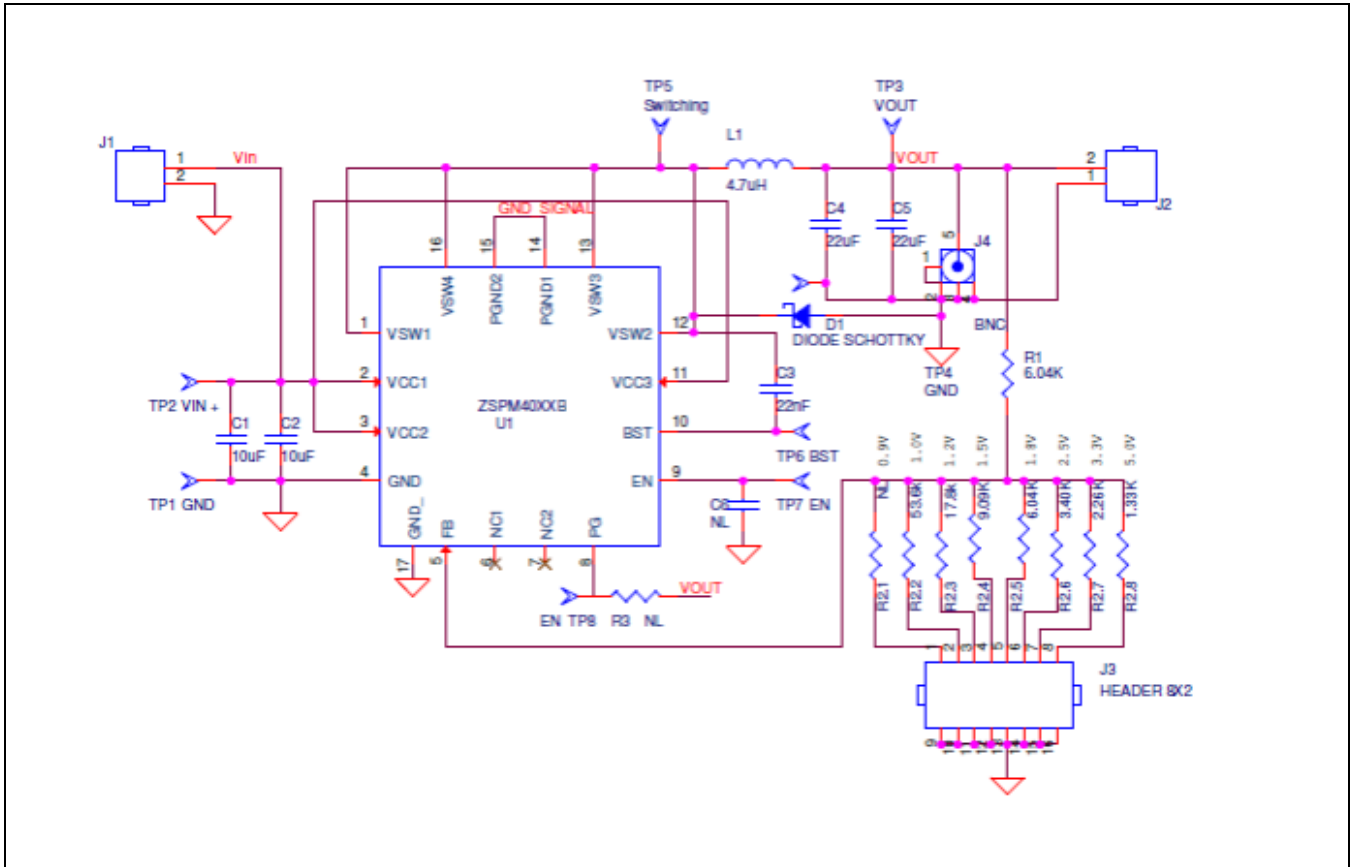 TP5
Switching
TP3
VOUT
J1
1
2
Vin
L1
4.7uH
VOUT
2
1
J2
GND SIGNAL
C4
22uF
C5
22uF
5
J4
1
2
3
4
BNC
16
15
14
13
VSW4
PGND2
PGND1
VSW3
1
VSW1
VSW2
12
D1
DIODE SCHOTTKY
TP4
GND
R1
6.04K
2
VCC1
VCC3
11
C3
22nF
TP2 VIN +
C1
10uF
C2
10uF
ZSPM40XXB
U1
3
VCC2
BST
10
TP6 BST
4
GND
EN
9
TP7 EN
TP1 GND
C6
NL
GND_
FB
NC1
NC2
PG
17
5
6
7
8
VOUT
EN TP8
R3
NL
0.9V
1.0V
1.2V
1.5V
1.8V
2.5V
3.3V
5.0V
NL
53.6K
17.8K
9.09K
6.04K
3.40K
2.26K
1.33K
R2.1
R2.2
R2.3
R2.4
R2.5
R2.6
R2.7
R2.8
1
2
3
4
5
6
7
8
J3
HEADER 8X2
9